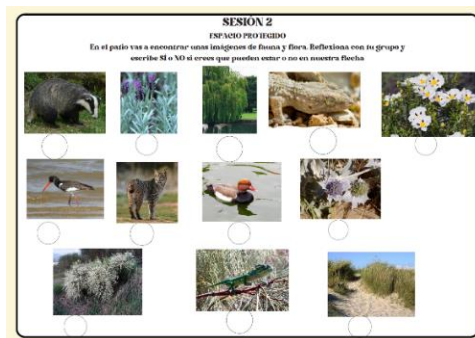 SESIÓN 2
ESPACIO PROTEGIDO
En el patio vas a encontrar unas imágenes de fauna y flora. Reflexiona con tu grupo y
escribe SÍ o NO si crees que pueden estar o no en nuestra flecha